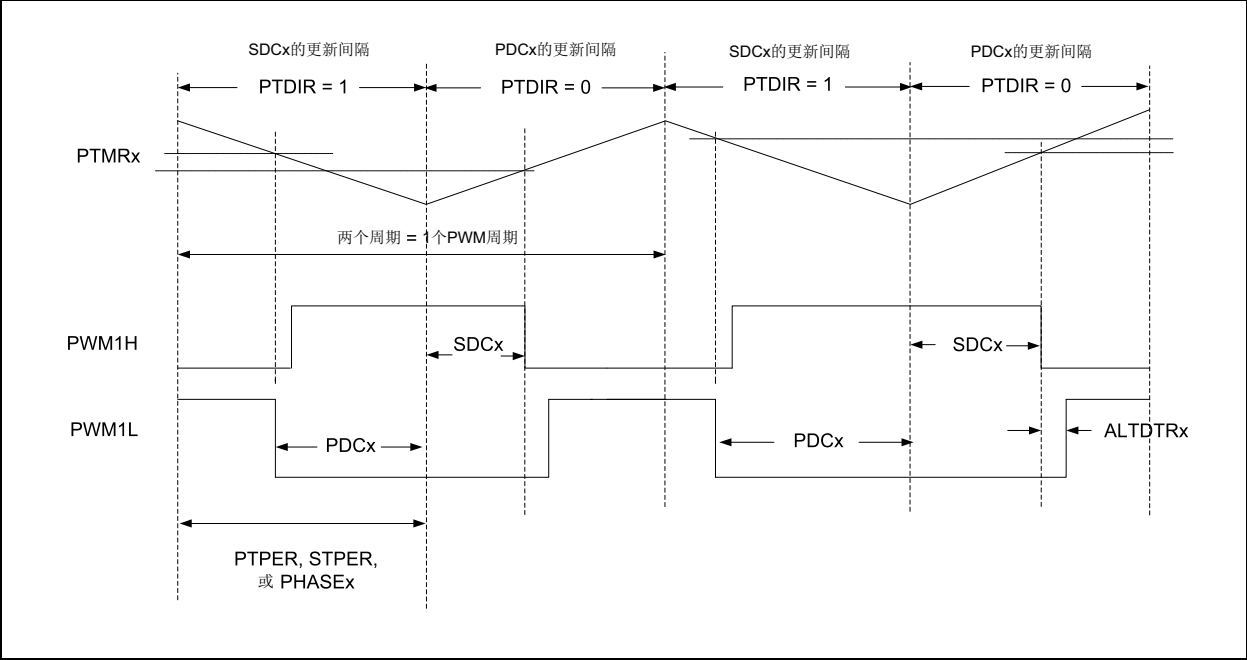 SDCx的更新间隔
PDCx的更新间隔
SDCx的更新间隔
PDCx的更新间隔
PTDIR = 1
PTDIR = 0
PTDIR = 1
PTDIR = 0
PTMRx
两个周期 = 1个PWM周期
PWM1H
SDCx
SDCx
PWM1L
PDCx
PDCx
ALTDTRx
PTPER, STPER,
或 PHASEx